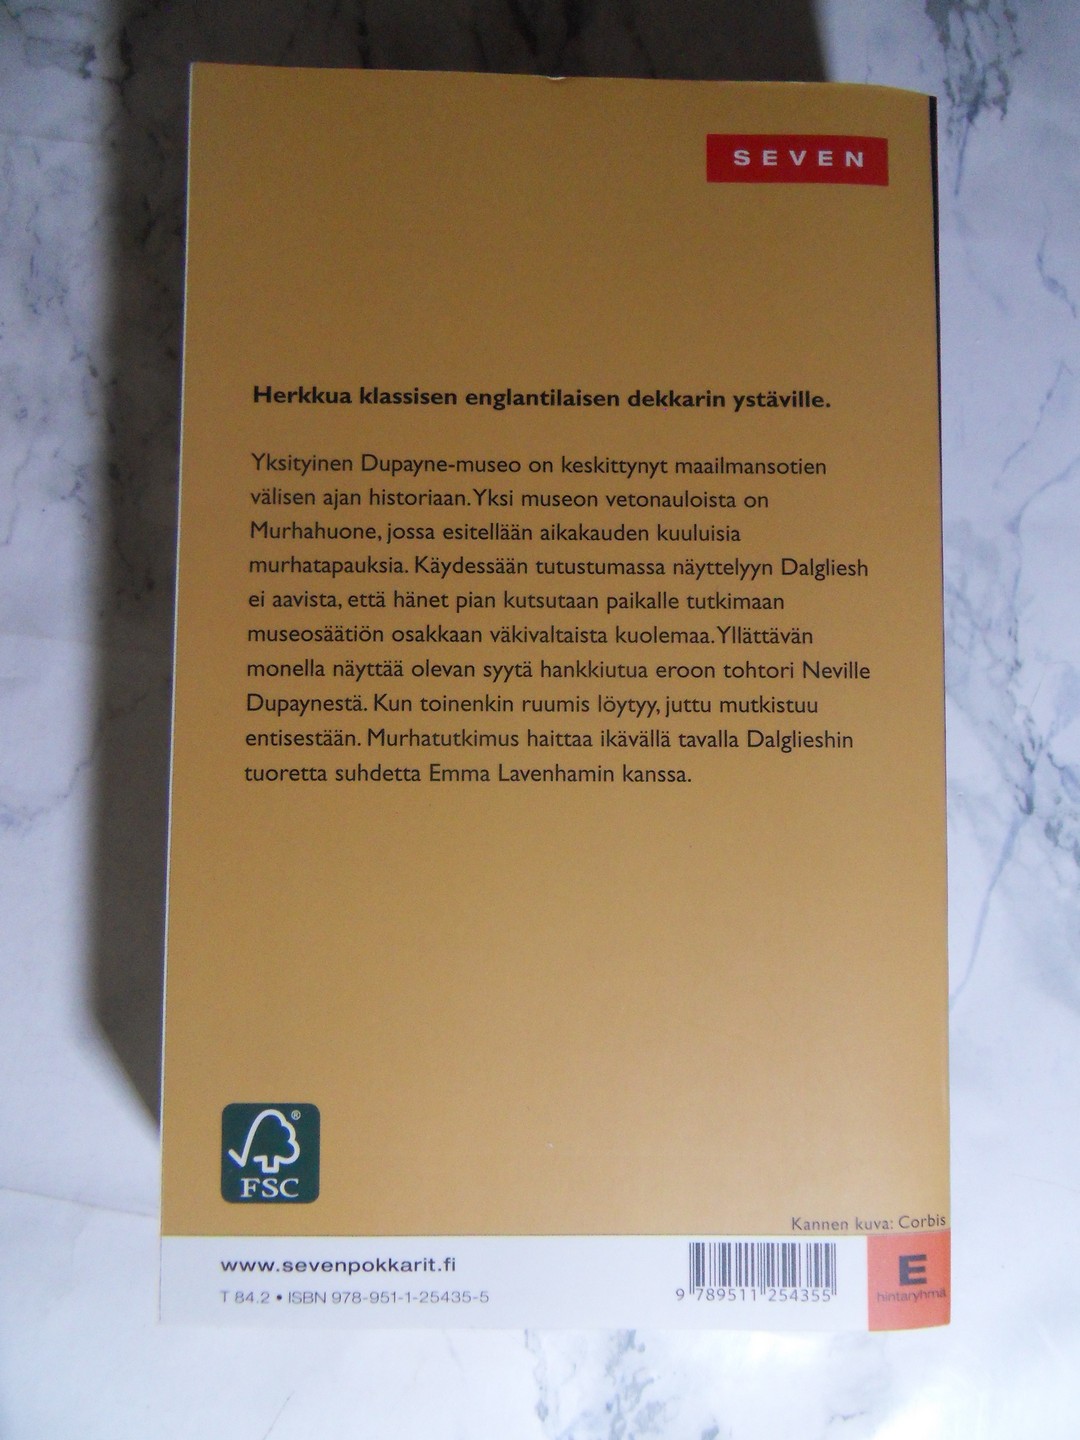 SEVEN
Herkkua klassisen englantilaisen dekkarin ystäville.
Yksityinen Dupayne-museo on keskittynyt maailmansotien
välisen ajan historiaan. Yksi museon vetonauloista on
Murhahuone, jossa esitellään aikakauden kuuluisia
murhatapauksia. Käydessään tutustumassa näyttelyyn Dalgliesh
ei aavista, että hänet pian kutsutaan paikalle tutkimaan
museosäätiön osakkaan väkivaltaista kuolemaa. Yllättävän
monella näyttää olevan syytä hankkiutua eroon tohtori Neville
Dupaynestä. Kun toinenkin ruumis löytyy, juttu mutkistuu
entisestään. Murhatutkimus haittaa ikävällä tavalla Dalglieshin
tuoretta suhdetta Emma Lavenhamin kanssa.
®
FSC
Kannen kuva: Corbis
www.sevenpokkarit.fi
T 84.2 • ISBN 978-951-1-25435-5
9 789511 254355
E
hintaryhmä